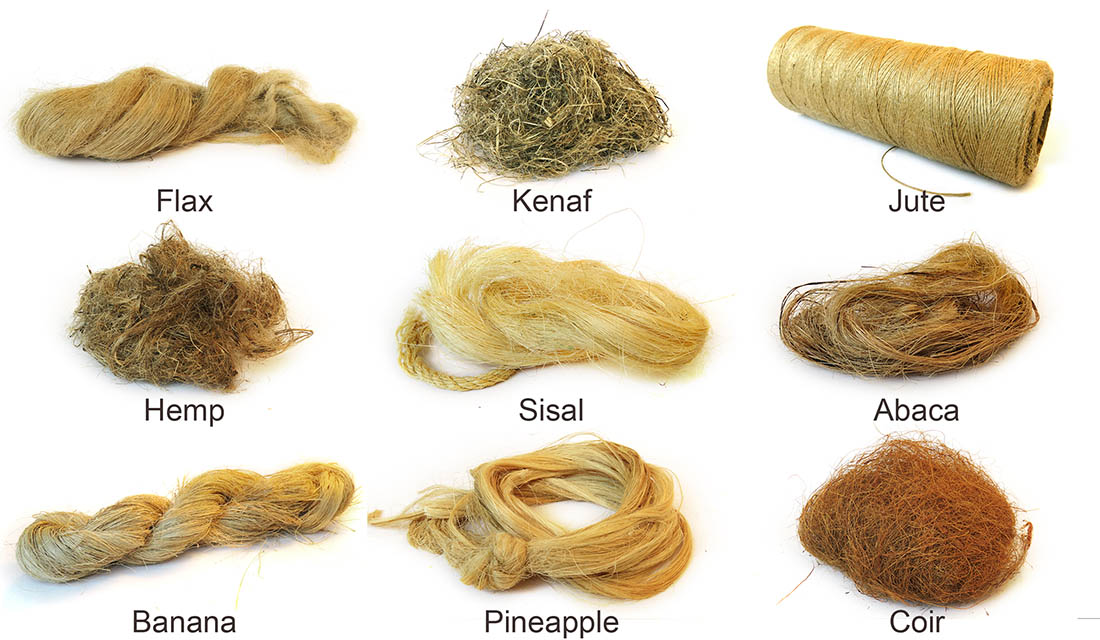 Flax
Kenaf
Jute
Hemp
Sisal
Abaca
Banana
Pineapple
Coir